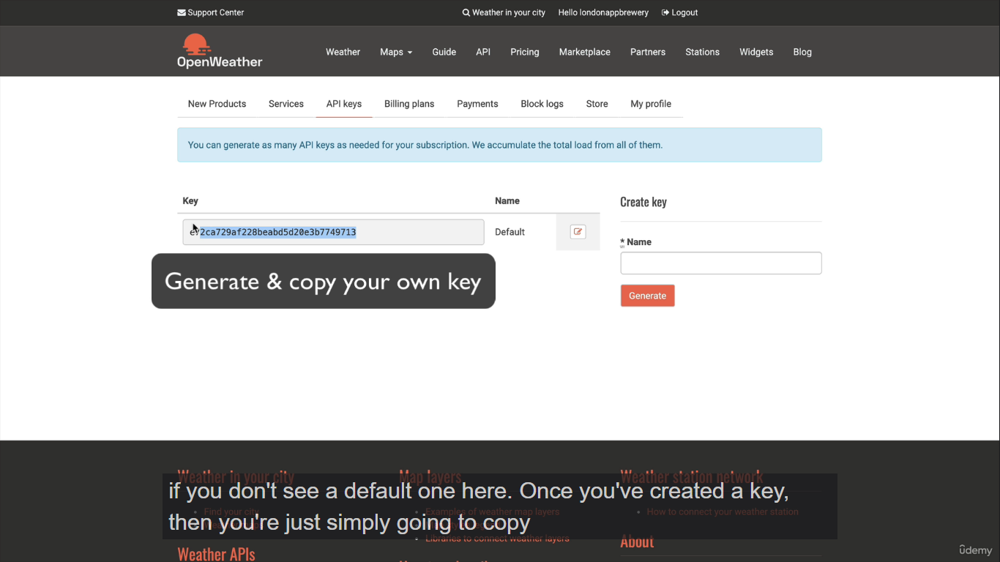 Support Center
Weather in your city Hello londonappbrewery Logout
OpenWeather
Weather Maps Guide API Pricing Marketplace Partners Stations Widgets Blog
New Products Services API keys Billing plans Payments Block logs Store My profile
You can generate as many API keys as needed for your subscription. We accumulate the total load from all of them.
Key Name
2ca729af228beabd5d20e3b7749713 Default
Create key
* Name
Generate
Generate & copy your own key
Weather in your city Map layers Weather station network
if you don't see a default one here. Once you've created a key,
Find your city Examples of weather map layers How to connect your weather station
then you're just simply going to copy
Libraries to connect weather layers
About
Weather APIs
ûdemy